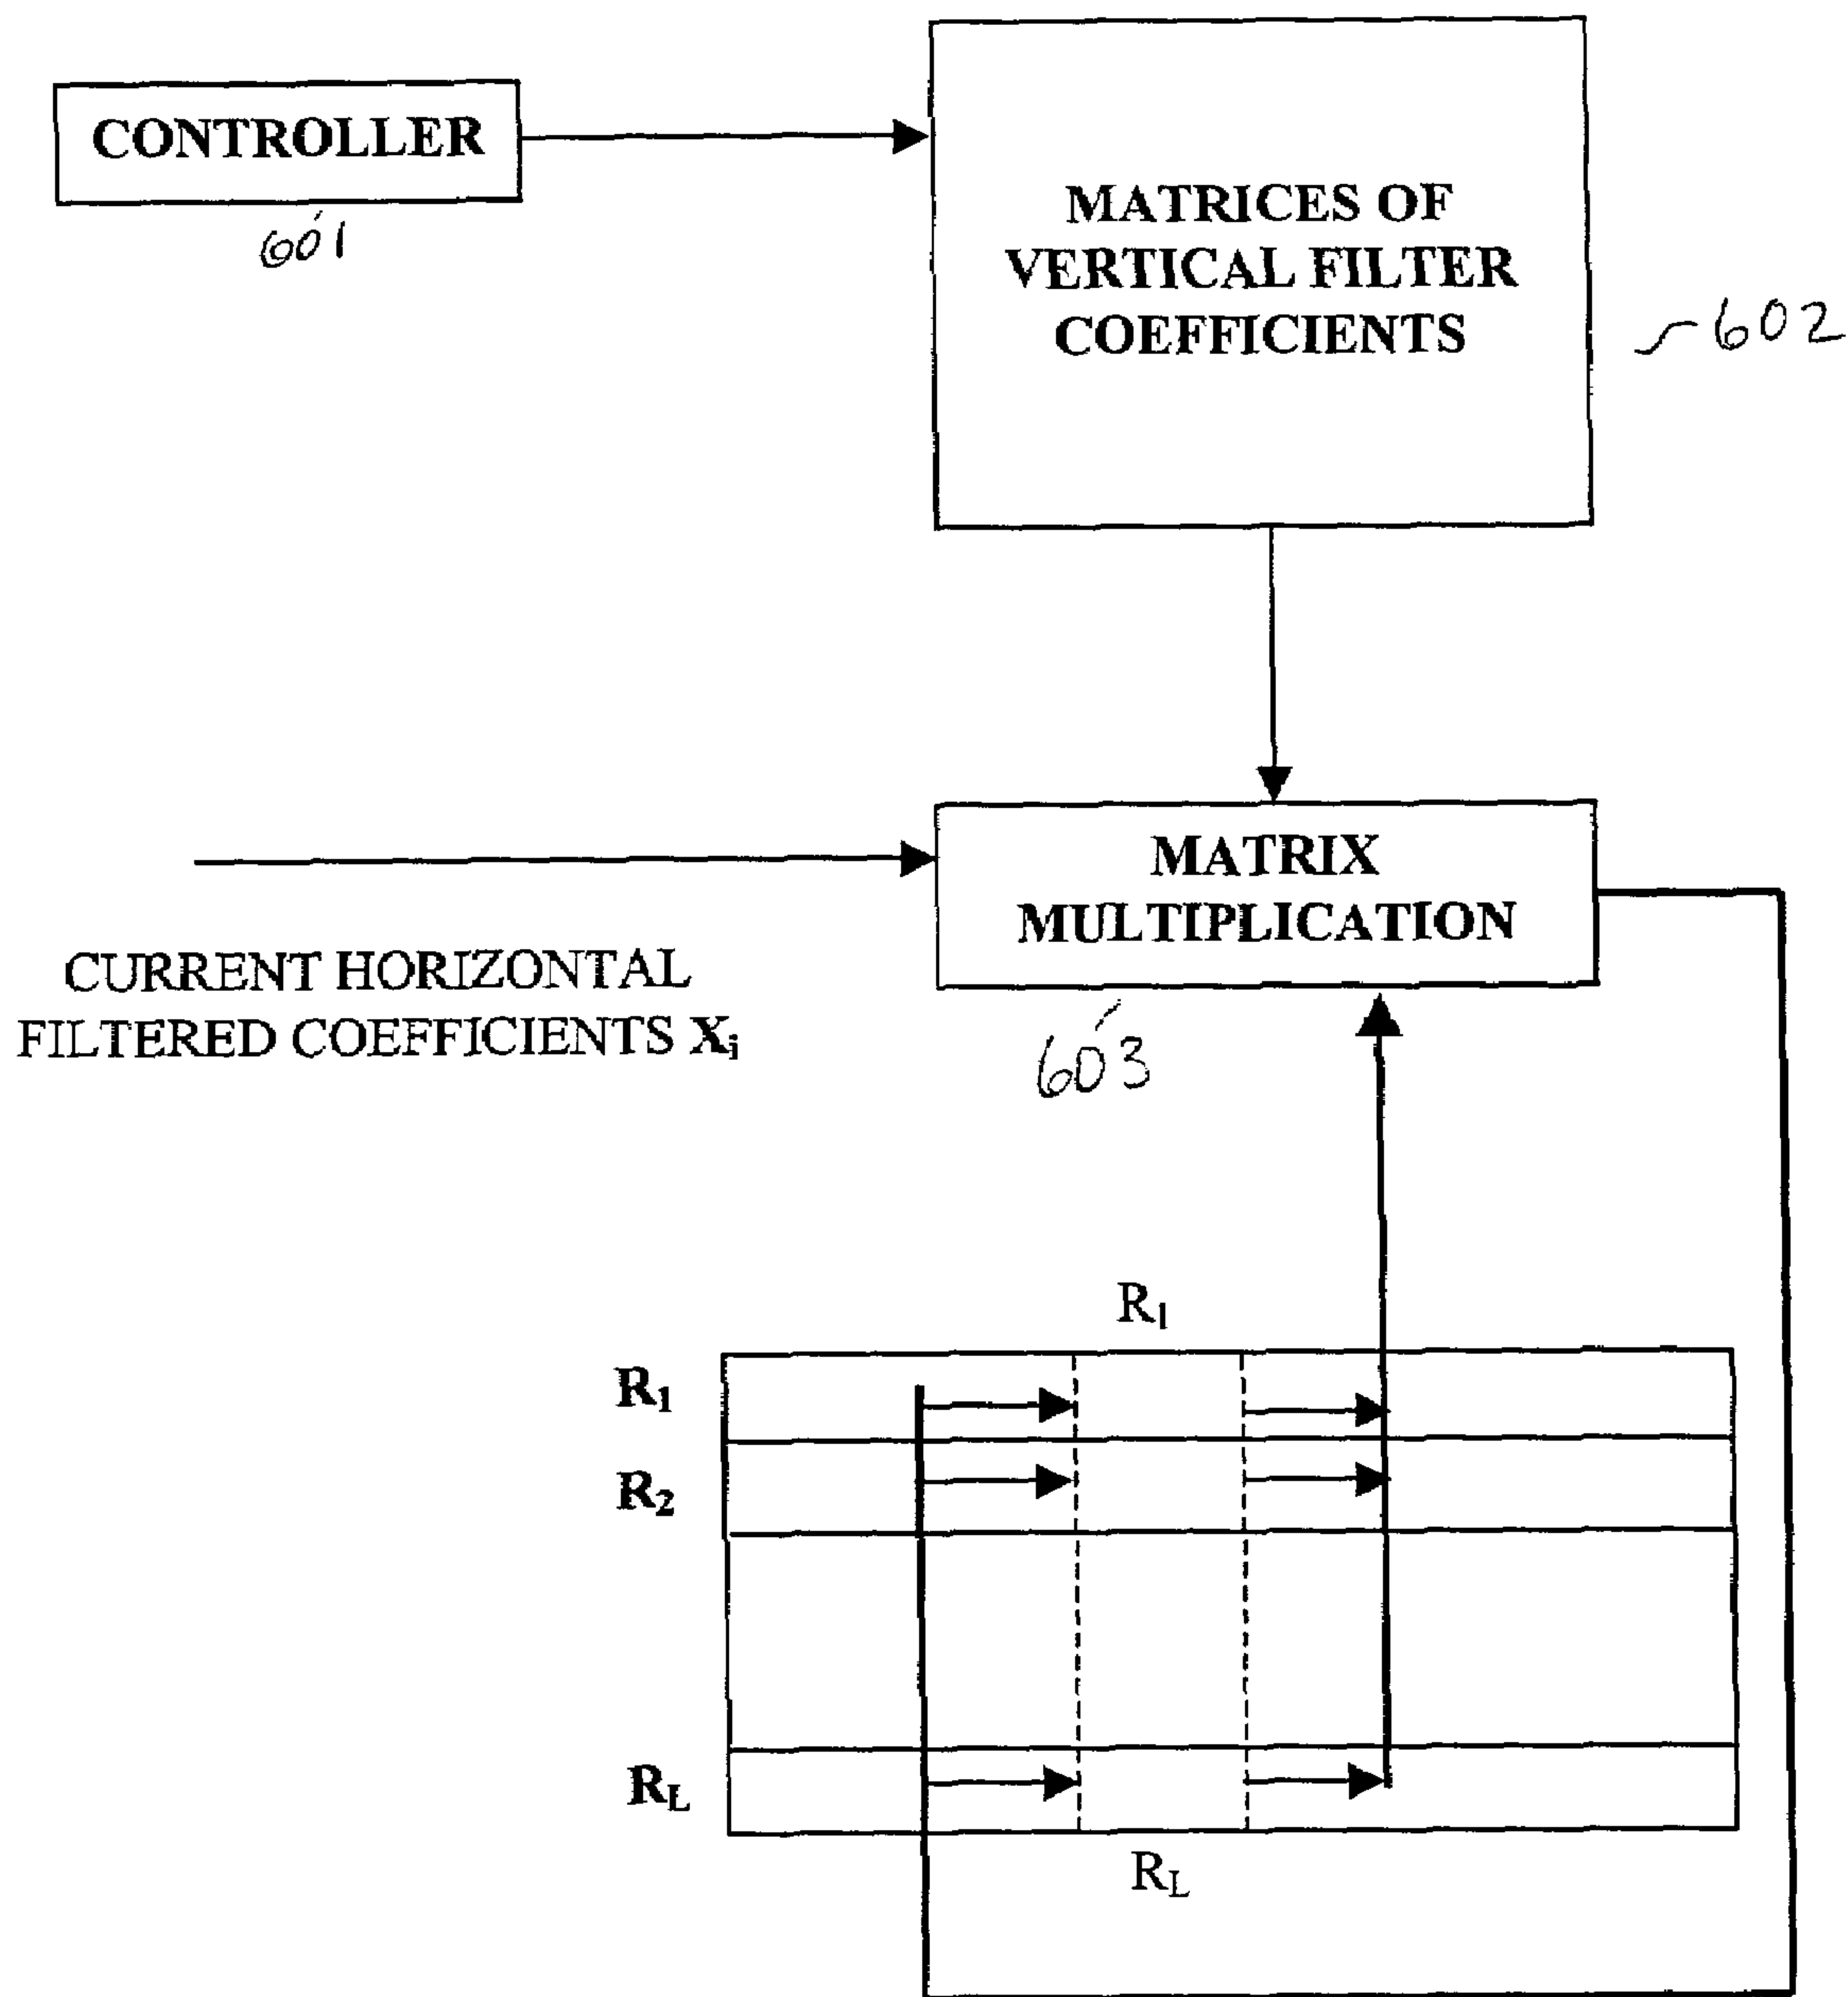 CONTROLLER
601
MATRICES OF
VERTICAL FILTER
COEFFICIENTS
602
MATRIX
MULTIPLICATION
603
CURRENT HORIZONTAL
FILTERED COEFFICIENTS Xi
R1
R1
R2
RL
RL